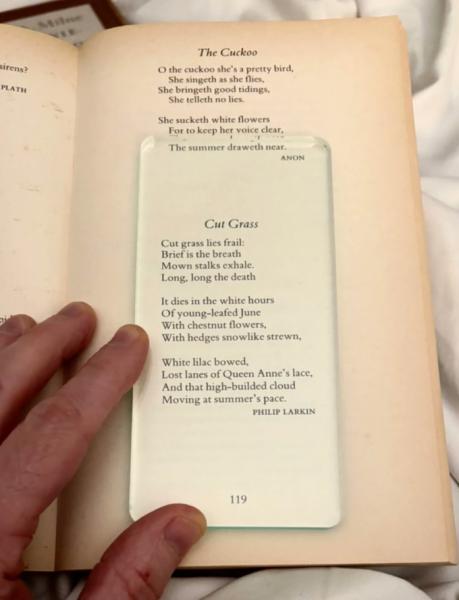 Milne
sirens?
PLATH
The Cuckoo
O the cuckoo she's a pretty bird,
She singeth as she flies,
She bringeth good tidings,
She telleth no lies.
She sucketh white flowers
For to keep her voice clear,
The summer draweth near.
ANON
Cut Grass
Cut grass lies frail:
Brief is the breath
Mown stalks exhale.
Long, long the death
It dies in the white hours
Of young-leafed June
With chestnut flowers,
With hedges snowlike strewn,
White lilac bowed,
Lost lanes of Queen Anne's lace,
And that high-builded cloud
Moving at summer's pace.
PHILIP LARKIN
119